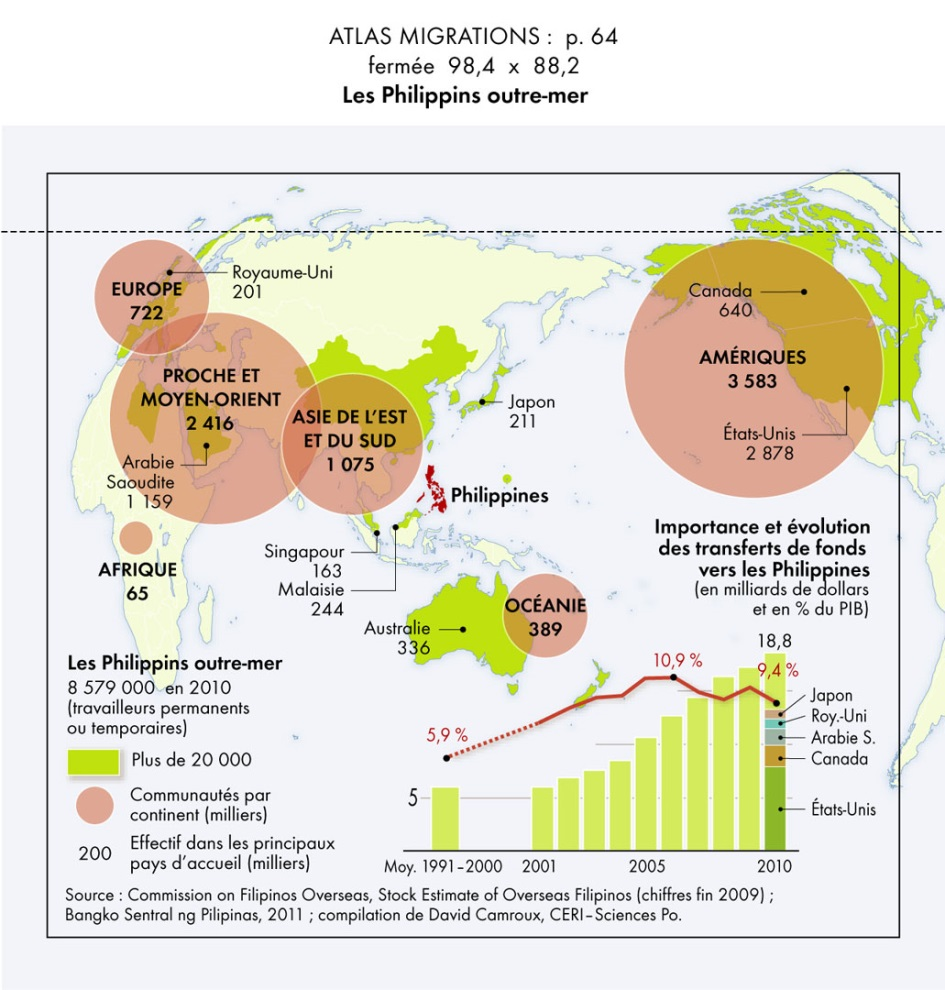 ATLAS MIGRATIONS : p. 64
fermée 98,4 x 88,2
Les Philippins outre-mer
EUROPE
722
Royaume-Uni
201
PROCHE ET
MOYEN-ORIENT
2 416
Arabie
Saoudite
1 159
ASIE DE L'EST
ET DU SUD
1 075
Japon
211
Canada
640
AMÉRIQUES
3 583
États-Unis
2 878
Philippines
AFRIQUE
65
Singapour
163
Malaisie
244
Australie
336
OCÉANIE
389
Importance et évolution
des transferts de fonds
vers les Philippines
(en milliards de dollars
et en % du PIB)
18,8
10,9 %
9,4 %
5,9 %
5
Japon
Roy.-Uni
Arabie S.
Canada
États-Unis
Moy. 1991-2000 2001 2005 2010
Les Philippins outre-mer
8 579 000 en 2010
(travailleurs permanents
ou temporaires)
Plus de 20 000
Communautés par
continent (milliers)
200
Effectif dans les principaux
pays d'accueil (milliers)
Source : Commission on Filipinos Overseas, Stock Estimate of Overseas Filipinos (chiffres fin 2009) ;
Bangko Sentral ng Pilipinas, 2011 ; compilation de David Camroux, CERI-Sciences Po.